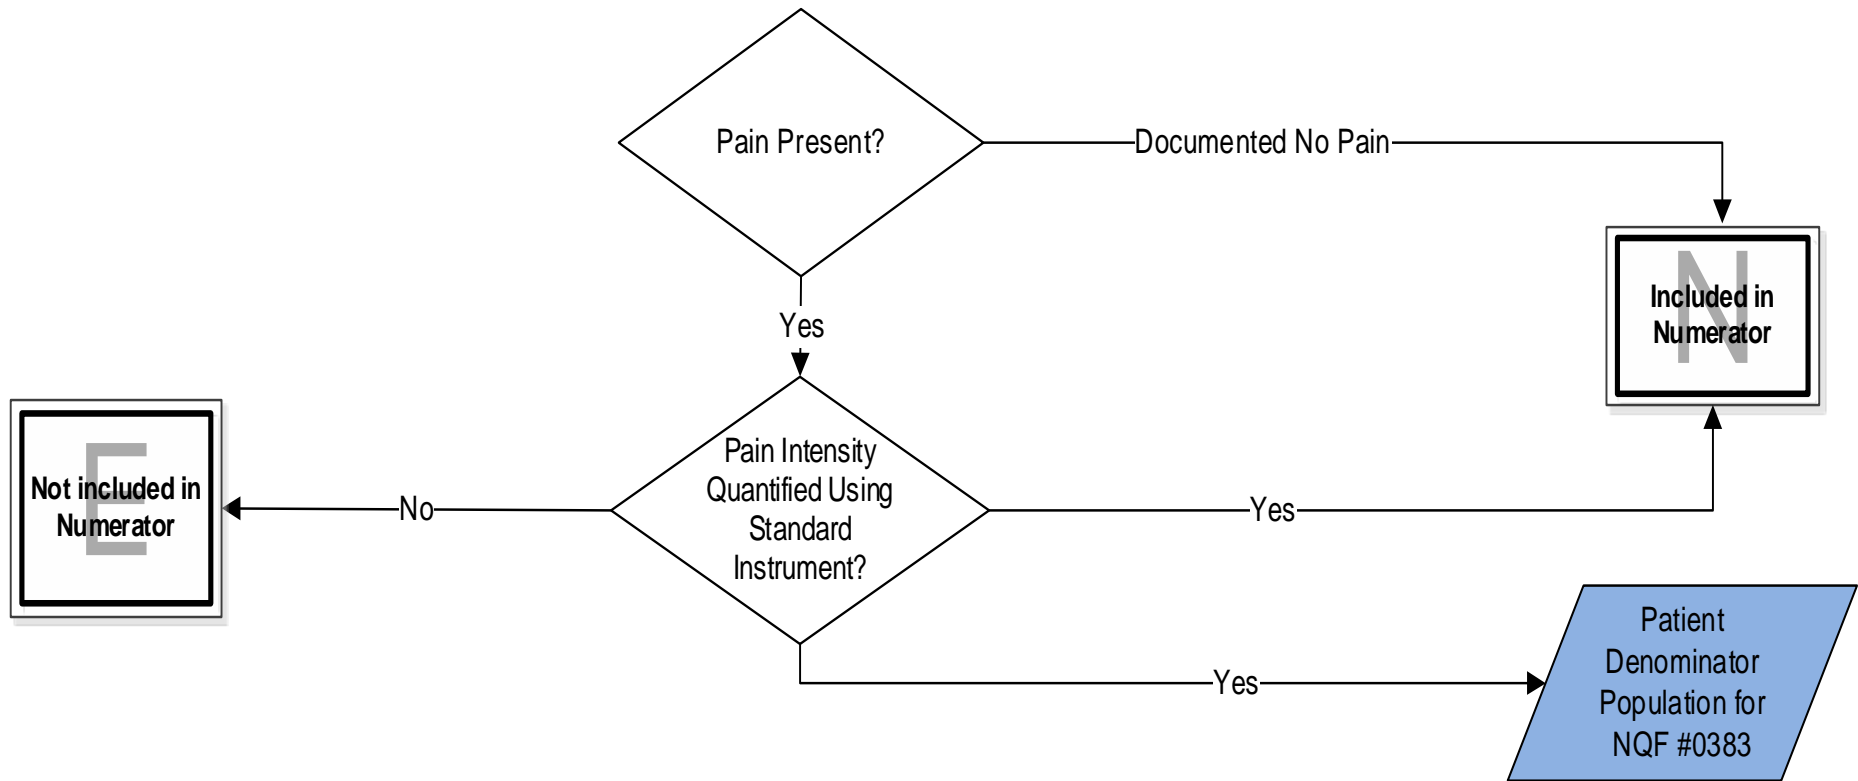 Pain Present?
Documented No Pain
Yes
N
Included in
Numerator
E
Not included in
Numerator
No
Pain Intensity
Quantified Using
Standard
Instrument?
Yes
Yes
Patient
Denominator
Population for
NQF #0383